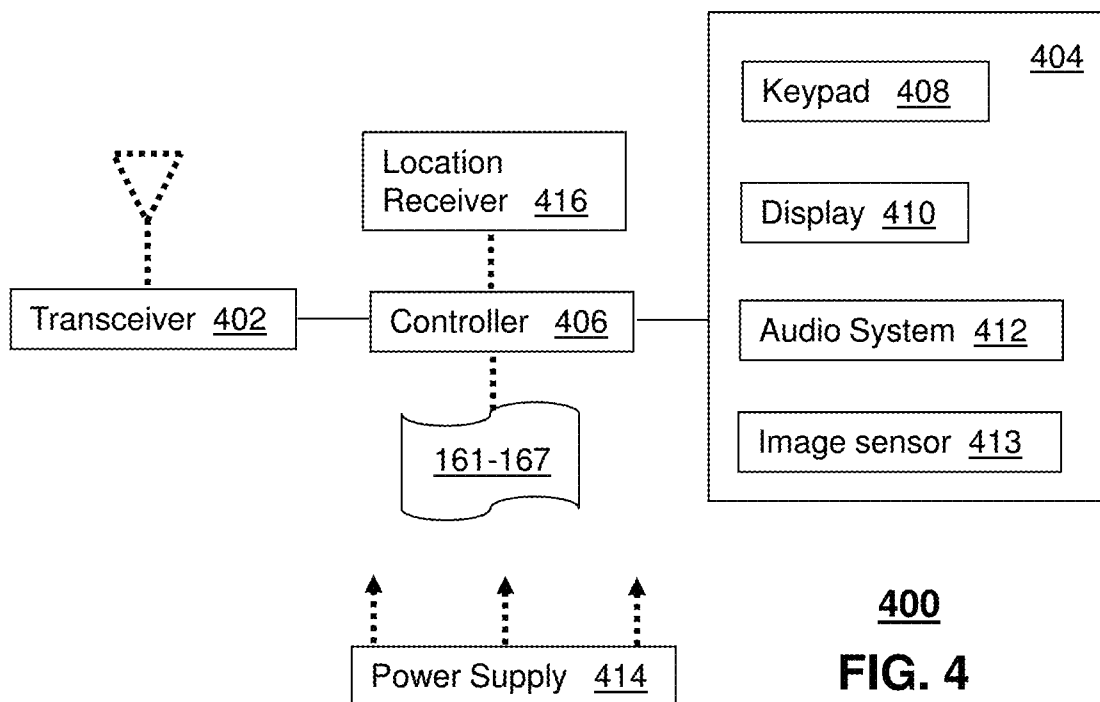 404
Keypad 408
Location
Receiver 416
Display 410
Transceiver 402
Controller 406
Audio System 412
Image sensor 413
161-167
Power Supply 414
400
FIG. 4